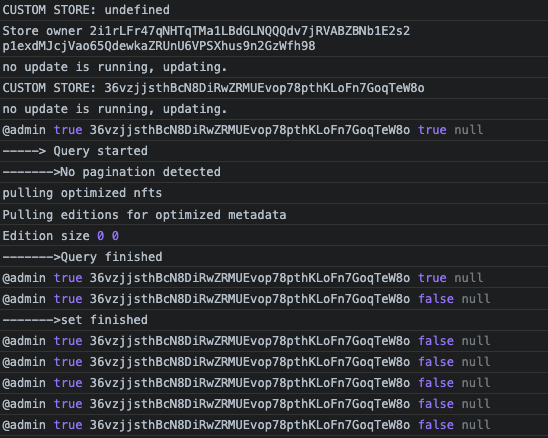 CUSTOM STORE: undefined
Store owner 2i1rLFr47qNHTqTMa1LBdGLNQQQdv7jRVABZBNb1E2s2
p1exdMJcjVao65QdewkaZRUnU6VPSXhus9n2GzWfh98
no update is running, updating.
CUSTOM STORE: 36vzjjsthBcN8DiRwZRMUEvop78pthKLoFn7GoqTeW8o
no update is running, updating.
@admin true 36vzjjsthBcN8DiRwZRMUEvop78pthKLoFn7GoqTeW8o true null
-----> Query started
------->No pagination detected
pulling optimized nfts
Pulling editions for optimized metadata
Edition size 0 0
------->Query finished
@admin true 36vzjjsthBcN8DiRwZRMUEvop78pthKLoFn7GoqTeW8o true null
@admin true 36vzjjsthBcN8DiRwZRMUEvop78pthKLoFn7GoqTeW8o false null
------->set finished
@admin true 36vzjjsthBcN8DiRwZRMUEvop78pthKLoFn7GoqTeW8o false null
@admin true 36vzjjsthBcN8DiRwZRMUEvop78pthKLoFn7GoqTeW8o false null
@admin true 36vzjjsthBcN8DiRwZRMUEvop78pthKLoFn7GoqTeW8o false null
@admin true 36vzjjsthBcN8DiRwZRMUEvop78pthKLoFn7GoqTeW8o false null
@admin true 36vzjjsthBcN8DiRwZRMUEvop78pthKLoFn7GoqTeW8o false null